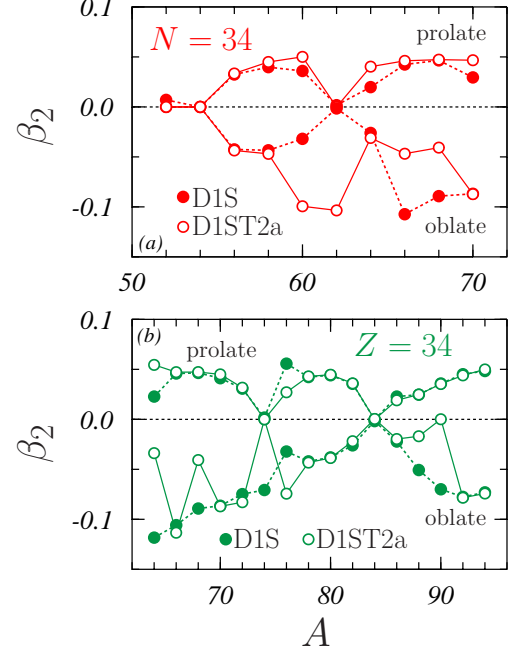 0.1
N = 34
prolate
β2
0.0
D1S
D1ST2a
-0.1
oblate
(a)
50
60
70
0.1
(b)
prolate
Z = 34
β2
0.0
-0.1
D1S
D1ST2a
oblate
70
80
90
A